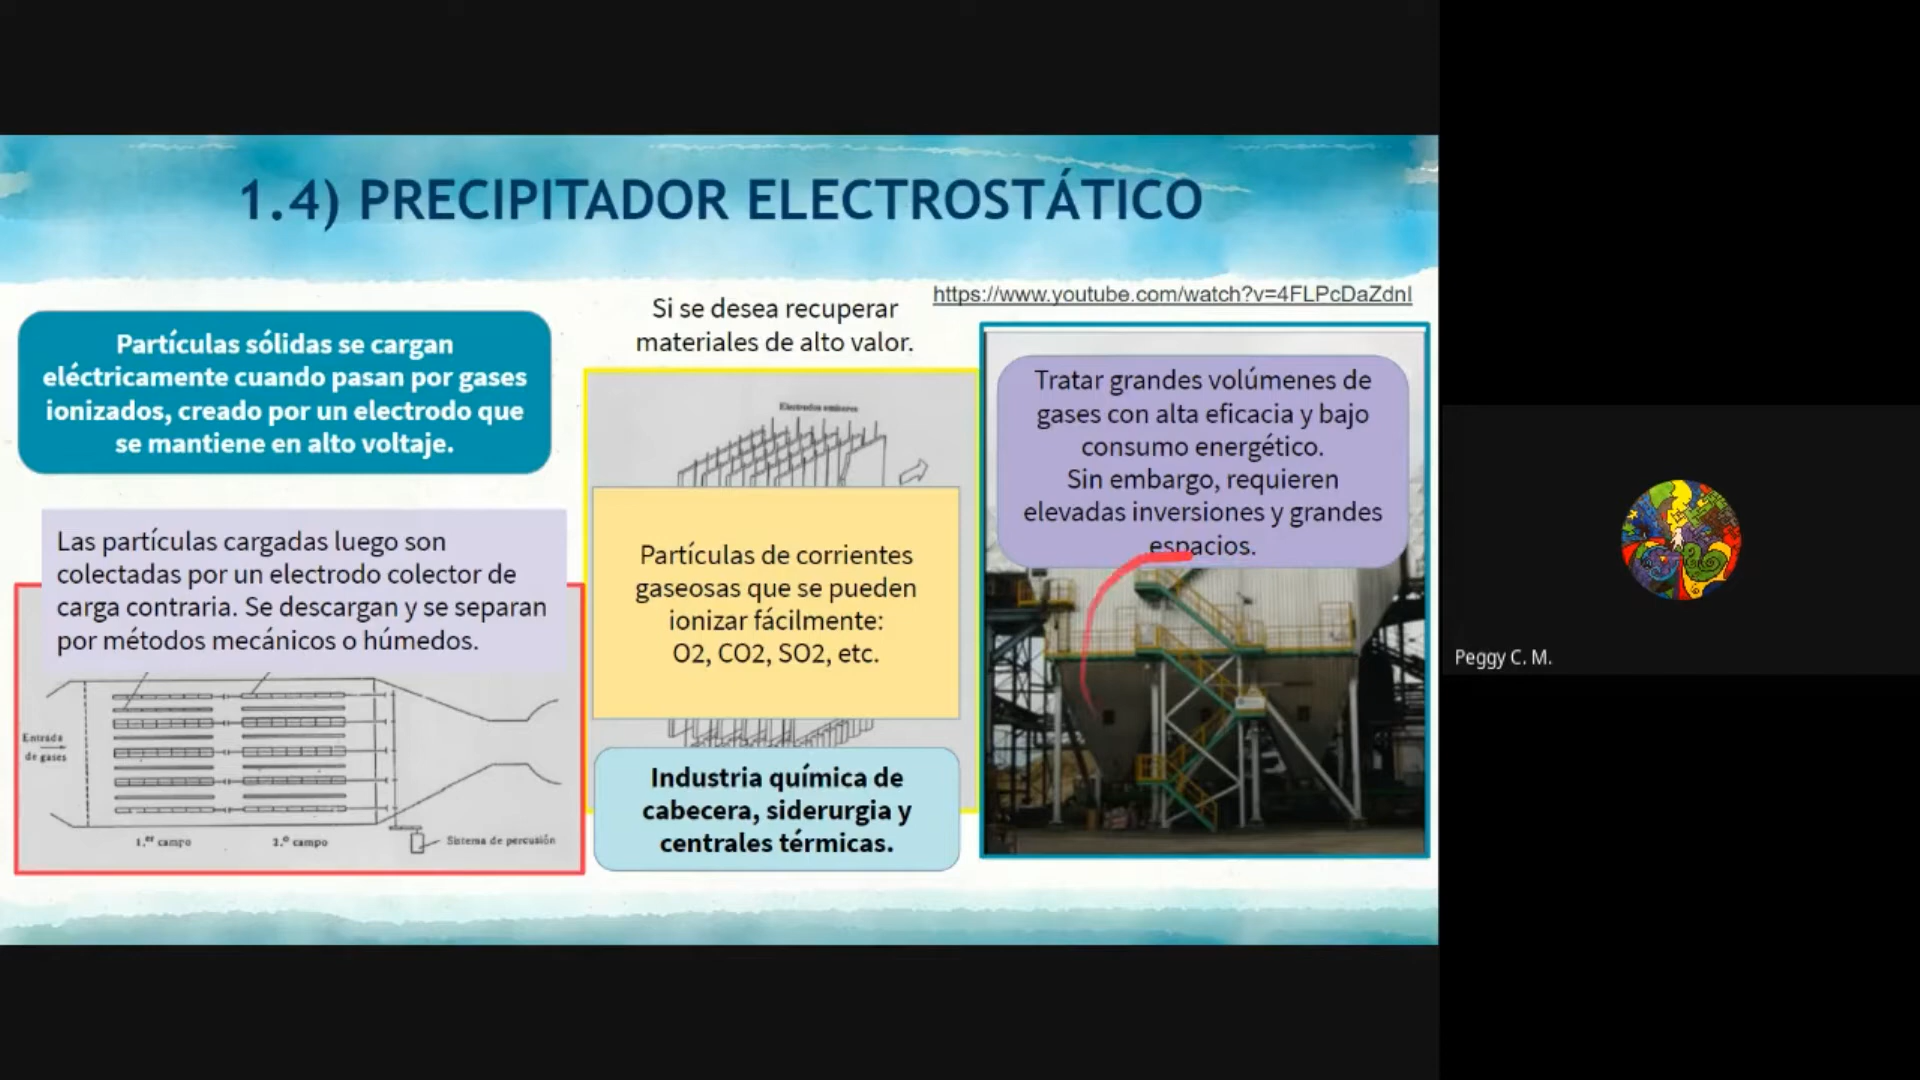 1.4) PRECIPITADOR ELECTROSTÁTICO
Partículas sólidas se cargan
eléctricamente cuando pasan por gases
ionizados, creado por un electrodo que
se mantiene en alto voltaje.
Las partículas cargadas luego son
colectadas por un electrodo colector de
carga contraria. Se descargan y se separan
por métodos mecánicos o húmedos.
Entrada
de gases
1.er campo
2.º campo
Sistema de percusión
Si se desea recuperar
materiales de alto valor.
Electrodos emisores
Partículas de corrientes
gaseosas que se pueden
ionizar fácilmente:
O2, CO2, SO2, etc.
Industria química de
cabecera, siderurgia y
centrales térmicas.
https://www.youtube.com/watch?v=4FLPcDaZdnI
Tratar grandes volúmenes de
gases con alta eficacia y bajo
consumo energético.
Sin embargo, requieren
elevadas inversiones y grandes
espacios.
Peggy C. M.